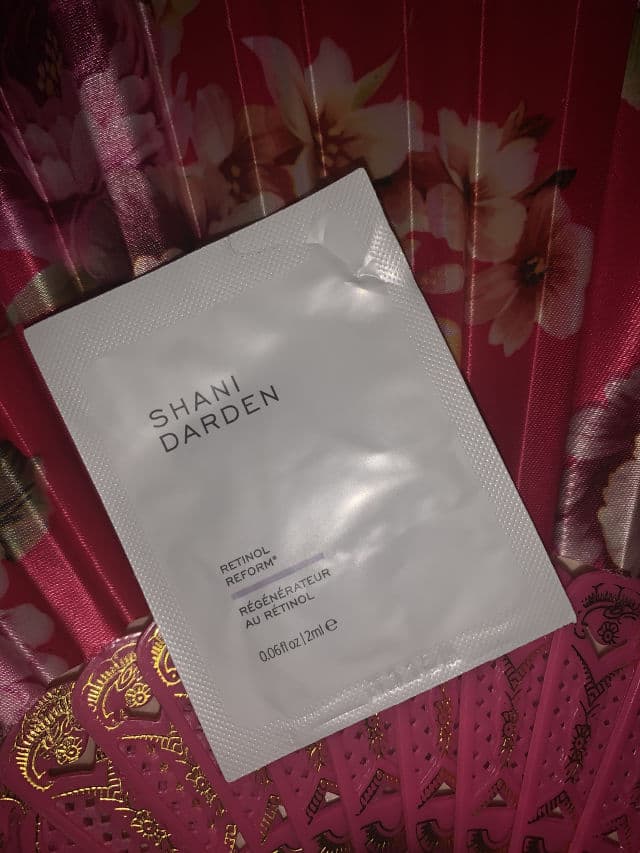 SHANI
DARDEN
RETINOL
REFORM®
RÉGÉNÉRATEUR
AU RÉTINOL
0.06fl oz | 2ml ℮